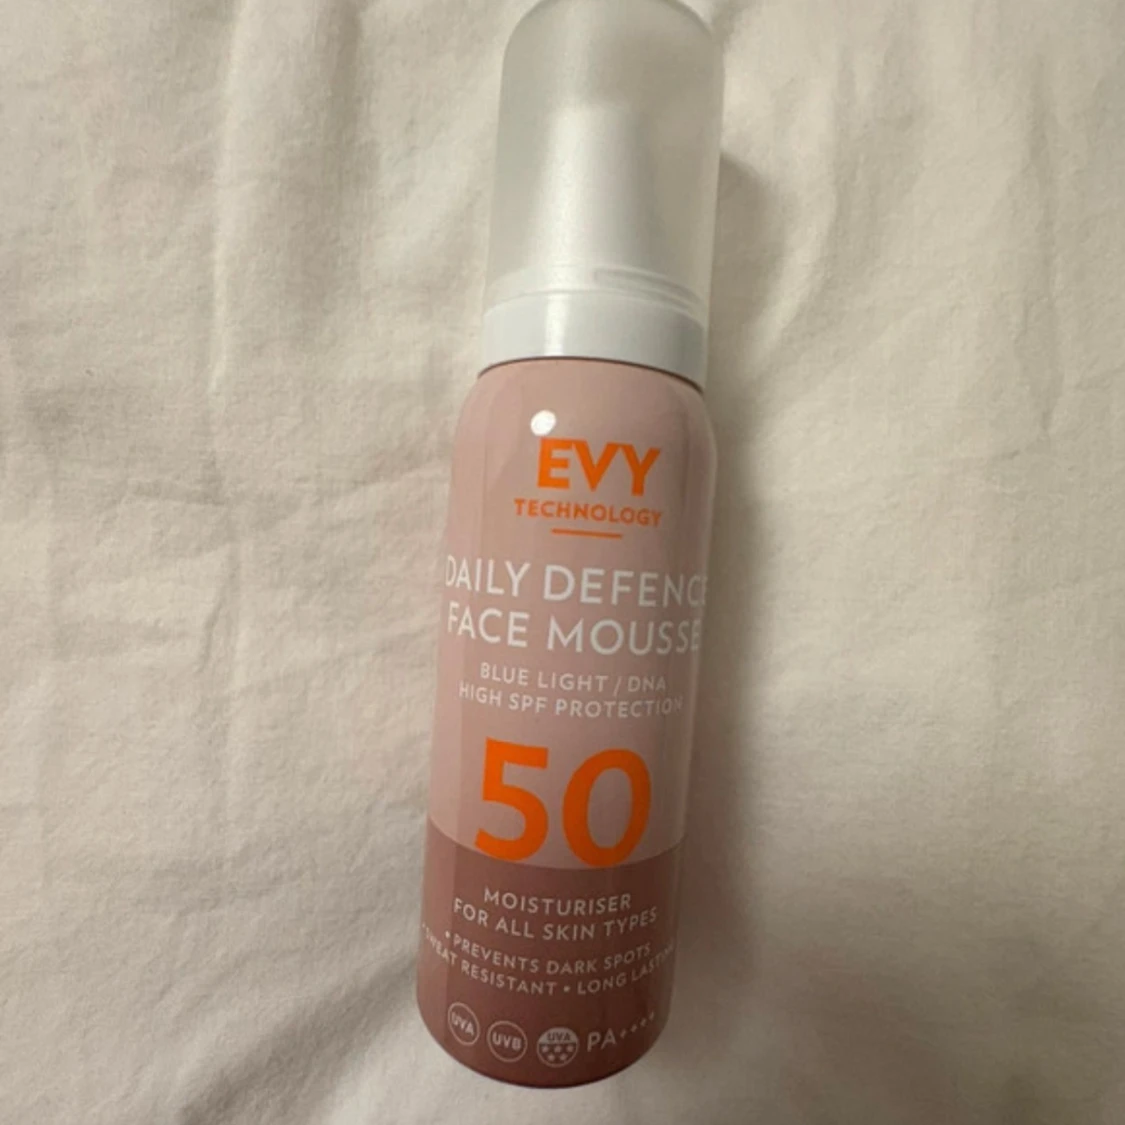 EVY
TECHNOLOGY
DAILY DEFENCE
FACE MOUSSE
BLUE LIGHT / DNA
HIGH SPF PROTECTION
50
MOISTURISER
FOR ALL SKIN TYPES
• PREVENTS DARK SPOTS
• SWEAT RESISTANT • LONG LASTING
UVA UVB UVA PA++++